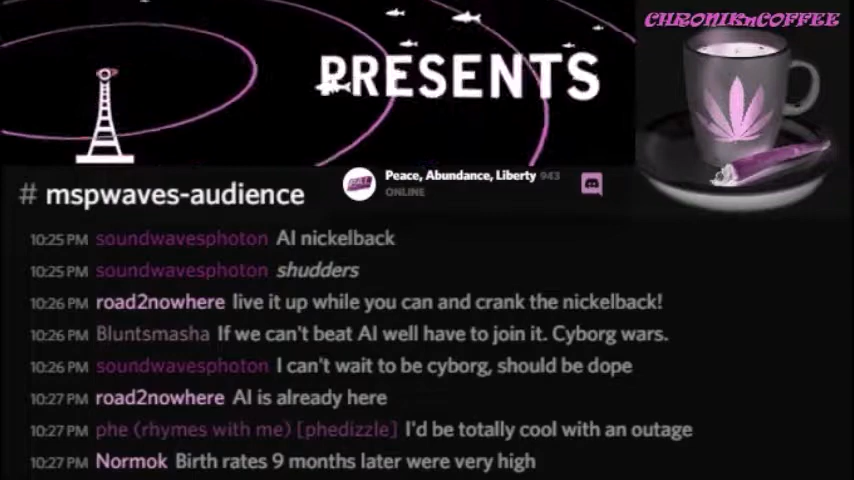 CHRONIKnCOFFEE
PRESENTS
# mspwaves-audience
Peace, Abundance, Liberty 943
ONLINE
10:25 PM soundwavesphoton AI nickelback
10:25 PM soundwavesphoton shudders
10:26 PM road2nowhere live it up while you can and crank the nickelback!
10:26 PM Bluntsmasha If we can't beat AI well have to join it. Cyborg wars.
10:26 PM soundwavesphoton I can't wait to be cyborg, should be dope
10:27 PM road2nowhere AI is already here
10:27 PM phe (rhymes with me) [phedizzle] I'd be totally cool with an outage
10:27 PM Normok Birth rates 9 months later were very high